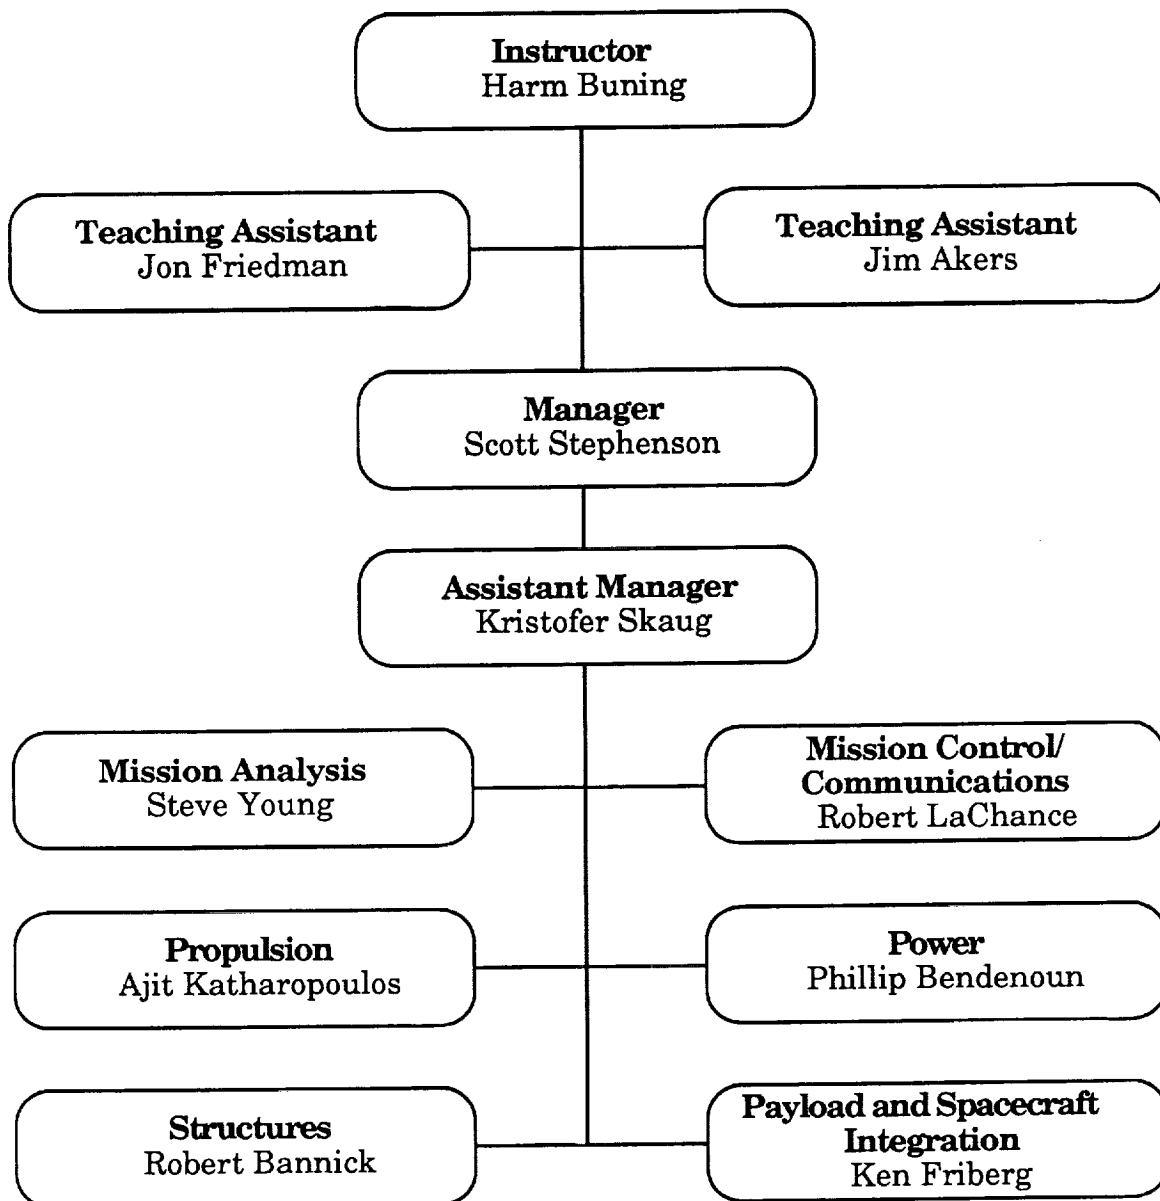 Instructor
Harm Buning
Teaching Assistant
Jon Friedman
Teaching Assistant
Jim Akers
Manager
Scott Stephenson
Assistant Manager
Kristofer Skaug
Mission Analysis
Steve Young
Mission Control/
Communications
Robert LaChance
Propulsion
Ajit Katharopoulos
Power
Phillip Bendenoun
Structures
Robert Bannick
Payload and Spacecraft
Integration
Ken Friberg